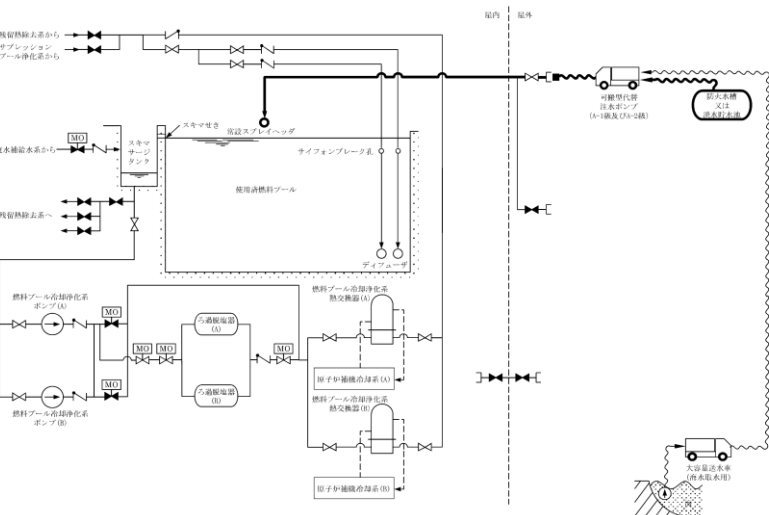 残留熱除去系から
サプレッション
プール浄化系から
屋内
屋外
可搬型代替
注水ポンプ
(A-1級及びA-2級)
防火水槽
又は
淡水貯水池
スキマせき
常設スプレイヘッダ
MO
スキマ
サージ
タンク
水補給水系から
サイフォンブレーク孔
使用済燃料プール
残留熱除去系へ
ディフューザ
燃料プール冷却浄化系
ポンプ(A)
MO
MO
MO
ろ過脱塩器
(A)
MO
燃料プール冷却浄化系
熱交換器(A)
原子炉補機冷却系(A)
MO
ろ過脱塩器
(B)
燃料プール冷却浄化系
ポンプ(B)
燃料プール冷却浄化系
熱交換器(B)
原子炉補機冷却系(B)
大容量送水車
(海水取水用)
海